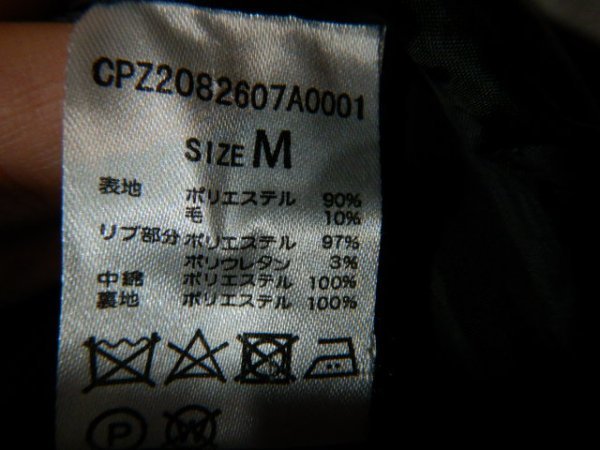 CPZ2082607A0001
SIZE M
表地 ポリエステル 90%
毛 10%
リブ部分 ポリエステル 97%
ポリウレタン 3%
中綿 ポリエステル 100%
裏地 ポリエステル 100%
P W